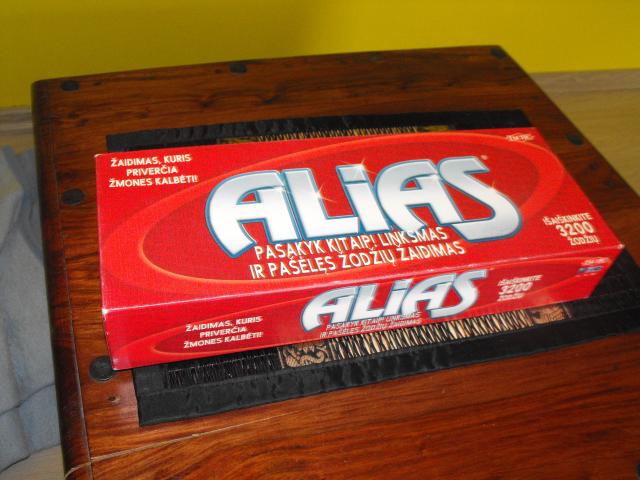 ŽAIDIMAS, KURIS
PRIVERČIA
ŽMONES KALBĖTI!
ALIAS®
PASAKYK KITAIP! LINKSMAS
IR PAŠĖLĘS ŽODŽIŲ ŽAIDIMAS
IŠAIŠKINKITE
3200
ŽODŽIŲ
ŽAIDIMAS, KURIS
PRIVERČIA
ŽMONES KALBĖTI!
ALIAS
PASAKYK KITAIP! LINKSMAS
IR PAŠĖLĘS ŽODŽIŲ ŽAIDIMAS
IŠAIŠKINKITE
3200
ŽODŽIŲ